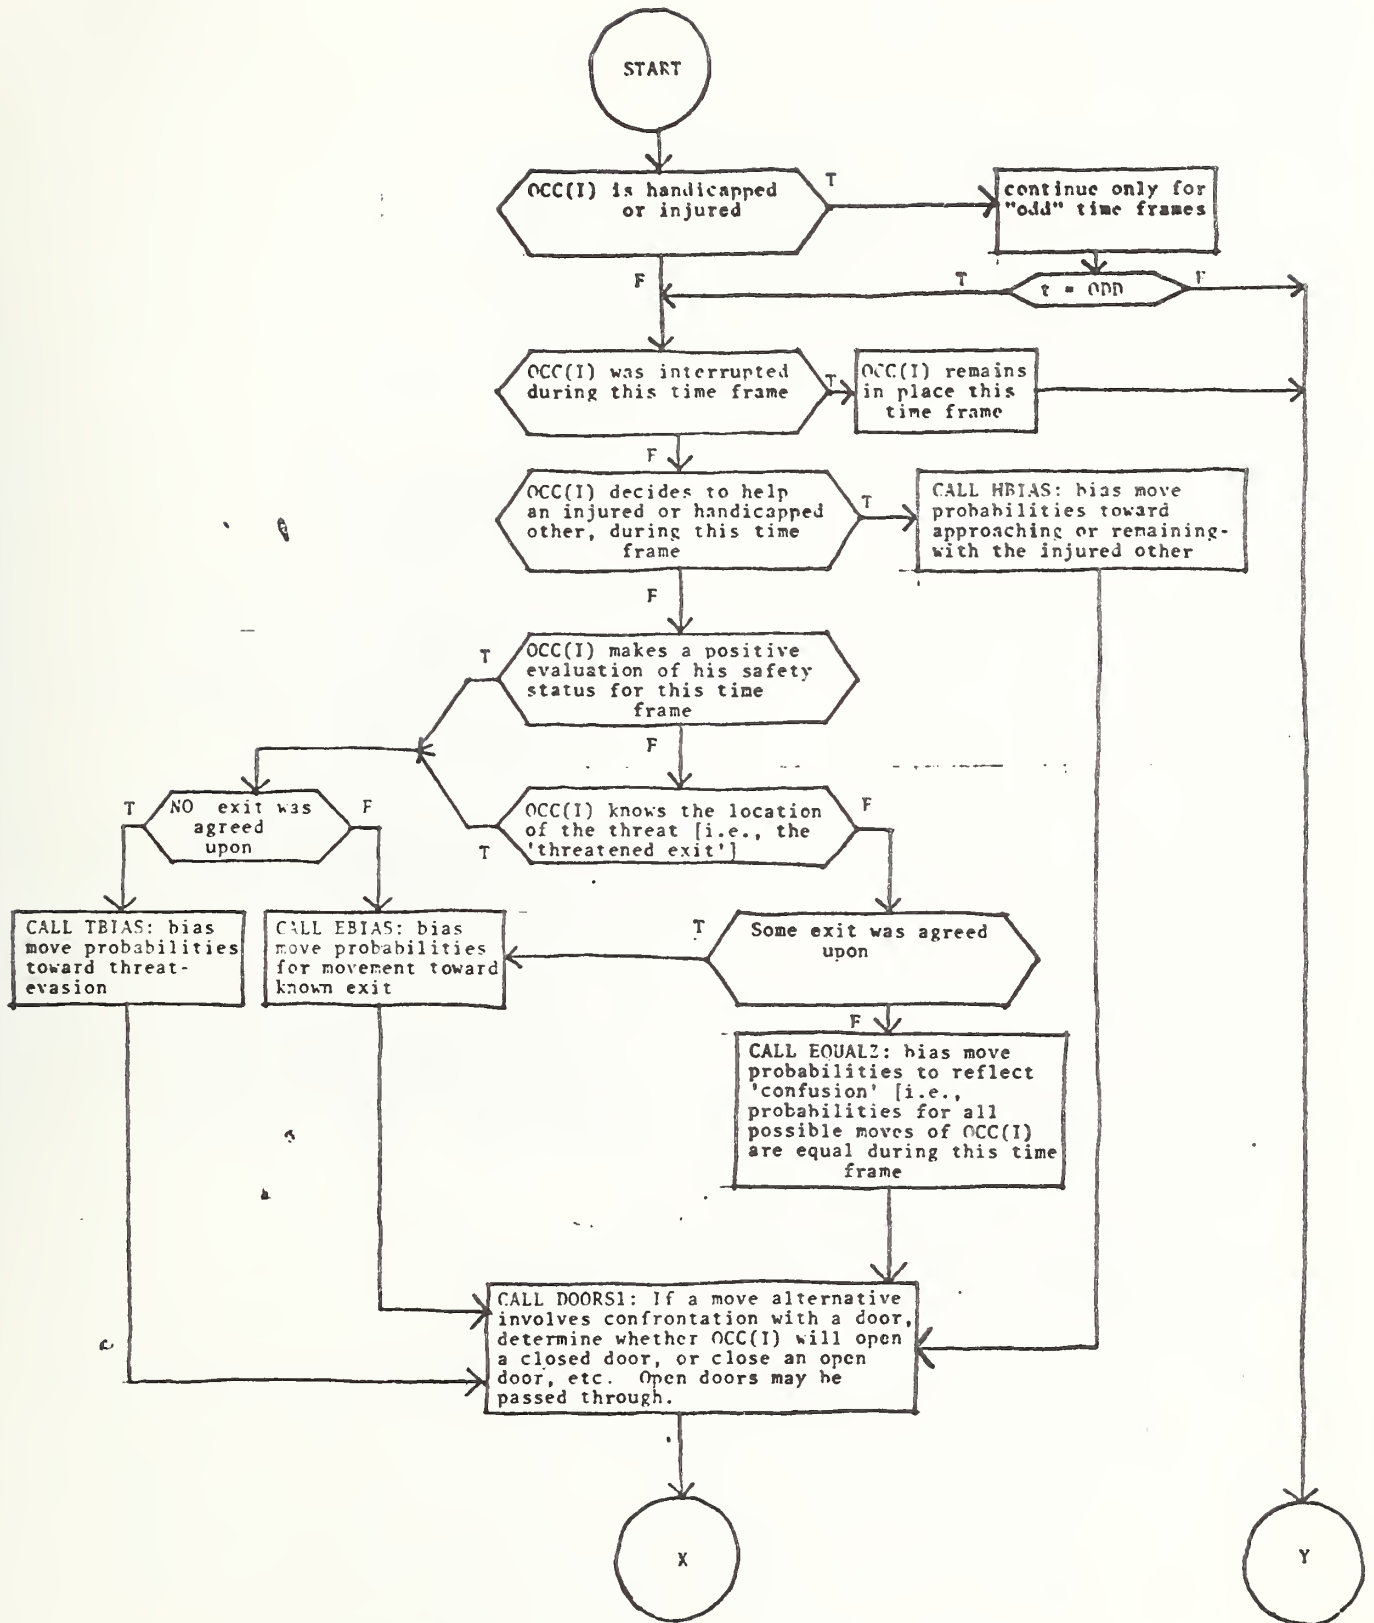 START
OCC(I) is handicapped
or injured
T
continue only for
"odd" time frames
F
T
t = ODD
F
OCC(I) was interrupted
during this time frame
T
OCC(I) remains
in place this
time frame
F
OCC(I) decides to help
an injured or handicapped
other, during this time
frame
T
CALL HBIAS: bias move
probabilities toward
approaching or remaining-
with the injured other
F
T
OCC(I) makes a positive
evaluation of his safety
status for this time
frame
F
T
NO exit was
agreed
upon
F
OCC(I) knows the location
of the threat [i.e., the
'threatened exit']
T
F
CALL TBIAS: bias
move probabilities
toward threat-
evasion
CALL EBIAS: bias
move probabilities
for movement toward
known exit
T
Some exit was agreed
upon
F
CALL EQUALZ: bias move
probabilities to reflect
'confusion' [i.e.,
probabilities for all
possible moves of OCC(I)
are equal during this time
frame
CALL DOORS1: If a move alternative
involves confrontation with a door,
determine whether OCC(I) will open
a closed door, or close an open
door, etc. Open doors may be
passed through.
X
Y